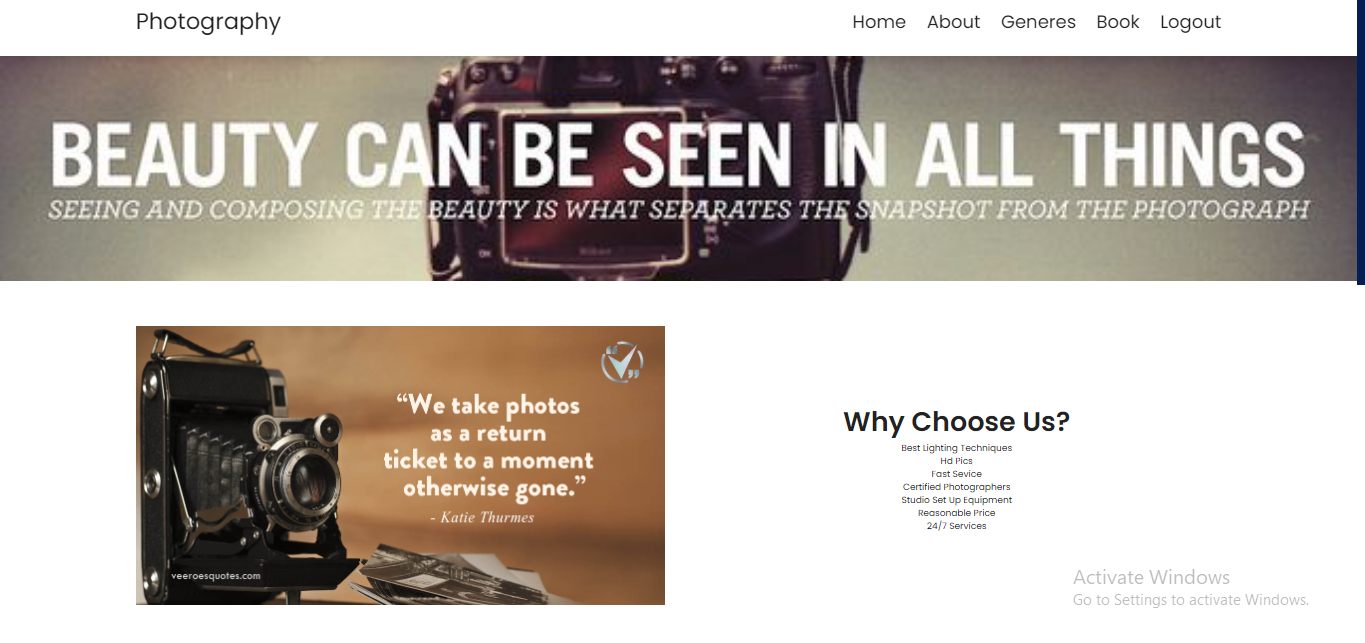 Photography
Home About Generes Book Logout
BEAUTY CAN BE SEEN IN ALL THINGS
SEEING AND COMPOSING THE BEAUTY IS WHAT SEPARATES THE SNAPSHOT FROM THE PHOTOGRAPH
“We take photos
as a return
ticket to a moment
otherwise gone.”
- Katie Thurmes
veeroesquotes.com
Why Choose Us?
Best Lighting Techniques
Hd Pics
Fast Sevice
Certified Photographers
Studio Set Up Equipment
Reasonable Price
24/7 Services
Activate Windows
Go to Settings to activate Windows.